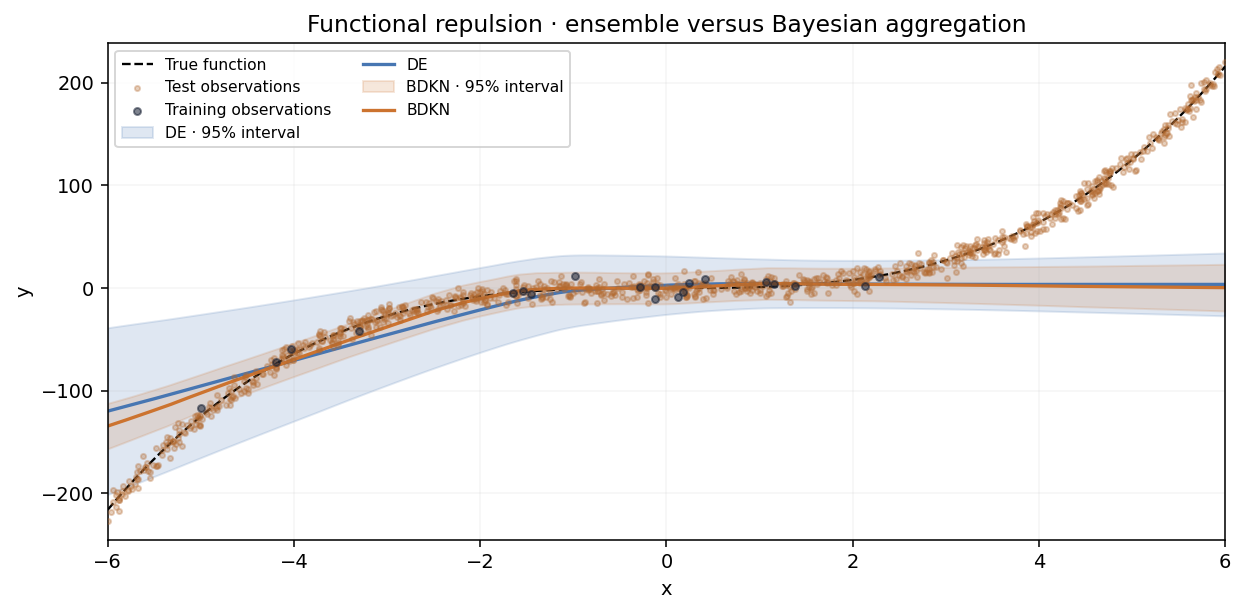 Functional repulsion · ensemble versus Bayesian aggregation
True function
Test observations
Training observations
DE · 95% interval
DE
BDKN · 95% interval
BDKN
y
200
100
0
−100
−200
−6
−4
−2
0
2
4
6
x